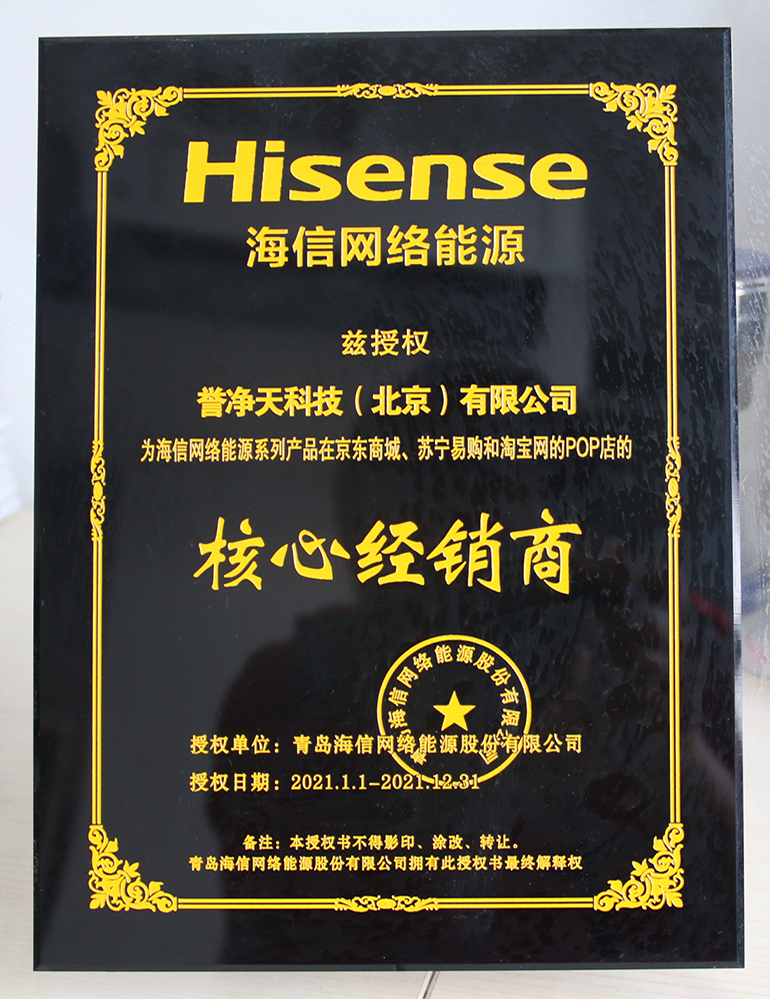 Hisense
海信网络能源
兹授权
誉净天科技（北京）有限公司
为海信网络能源系列产品在京东商城、苏宁易购和淘宝网的POP店的
核心经销商
青岛海信网络能源股份有限公司
授权单位：青岛海信网络能源股份有限公司
授权日期：2021.1.1-2021.12.31
备注：本授权书不得影印、涂改、转让。
青岛海信网络能源股份有限公司拥有此授权书最终解释权